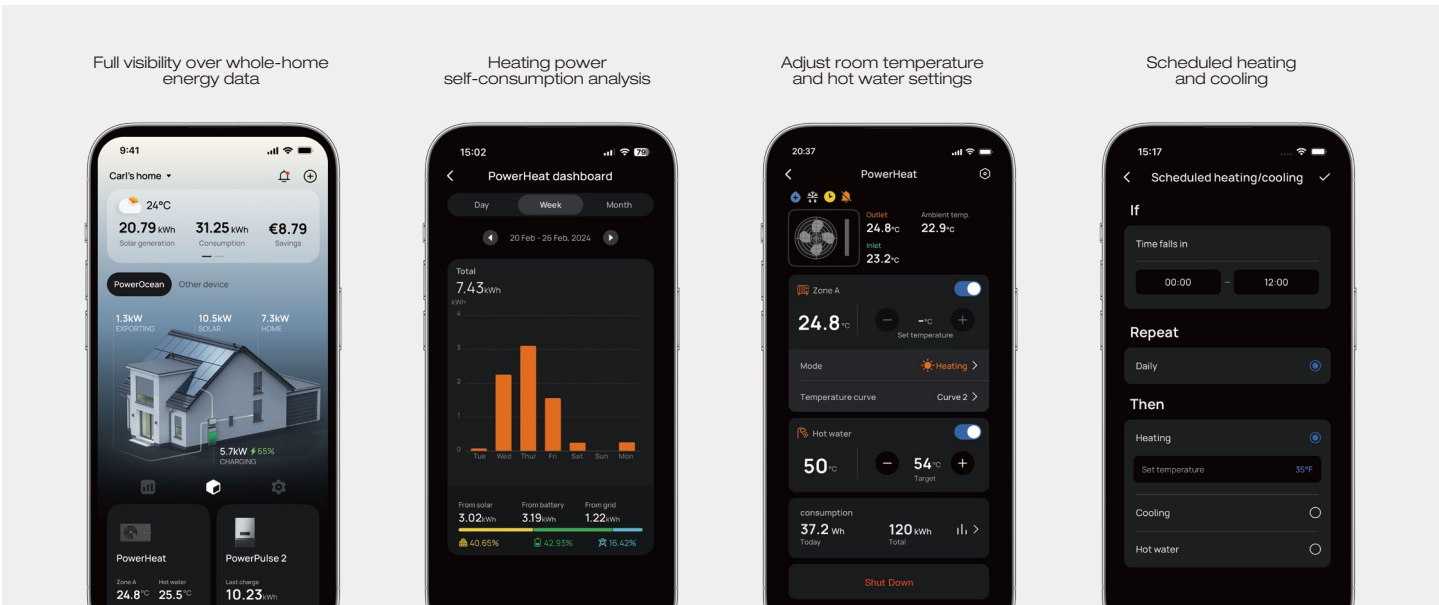 Full visibility over whole-home
energy data
9:41
Carl's home
24°C
20.79 kWh 31.25 kWh €8.79
Solar generation Consumption Savings
PowerOcean Other device
1.3kW 10.5kW 7.3kW
EXPORTING SOLAR HOME
5.7kW 65%
CHARGING
PowerHeat PowerPulse 2
Zone A Hot water Last charge
24.8°C 25.5°C 10.23kWh
Heating power
self-consumption analysis
15:02 79
PowerHeat dashboard
Day Week Month
20 Feb - 26 Feb, 2024
Total
7.43kWh
kWh
4
3
2
1
0
Tue Wed Thur Fri Sat Sun Mon
From solar From battery From grid
3.02kWh 3.19kWh 1.22kWh
40.65% 42.93% 16.42%
Adjust room temperature
and hot water settings
20:37
PowerHeat
Outlet Ambient temp.
24.8°C 22.9°C
Inlet
23.2°C
Zone A
24.8°C − -°C +
Set temperature
Mode Heating >
Temperature curve Curve 2 >
Hot water
50°C − 54°C +
Target
consumption
37.2 Wh 120 kWh >
Today Total
Shut Down
Scheduled heating
and cooling
15:17
Scheduled heating/cooling
If
Time falls in
00:00 – 12:00
Repeat
Daily
Then
Heating
Set temperature 35°F
Cooling
Hot water